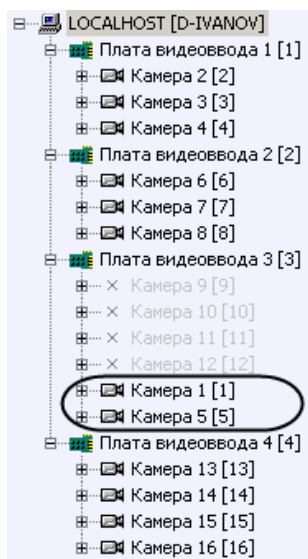 LOCALHOST [D-IVANOV]
Плата видеоввода 1 [1]
Камера 2 [2]
Камера 3 [3]
Камера 4 [4]
Плата видеоввода 2 [2]
Камера 6 [6]
Камера 7 [7]
Камера 8 [8]
Плата видеоввода 3 [3]
Камера 9 [9]
Камера 10 [10]
Камера 11 [11]
Камера 12 [12]
Камера 1 [1]
Камера 5 [5]
Плата видеоввода 4 [4]
Камера 13 [13]
Камера 14 [14]
Камера 15 [15]
Камера 16 [16]